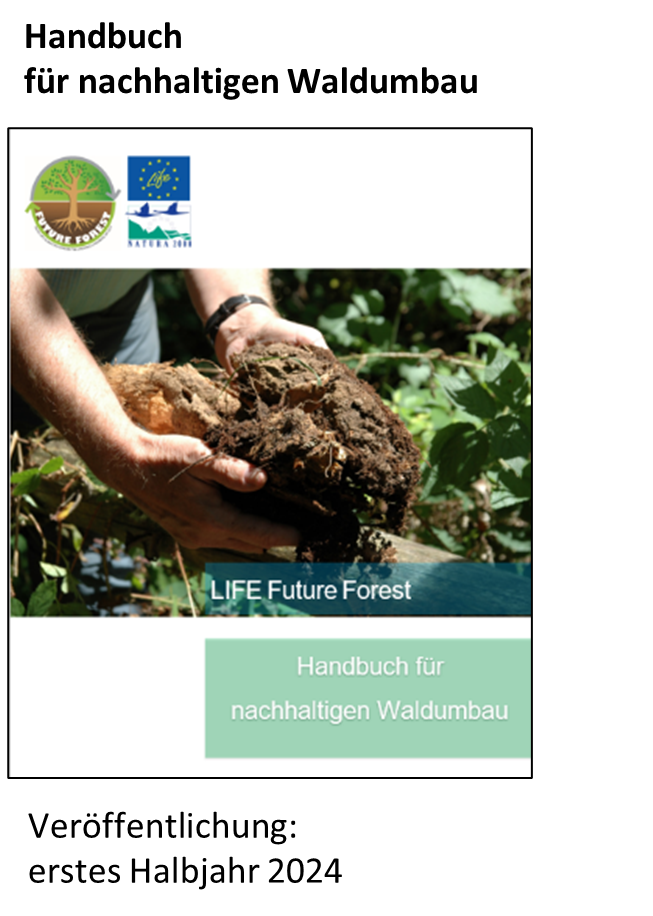 Handbuch
für nachhaltigen Waldumbau
FUTURE FOREST
Life
NATURA 2000
LIFE Future Forest
Handbuch für
nachhaltigen Waldumbau
Veröffentlichung:
erstes Halbjahr 2024